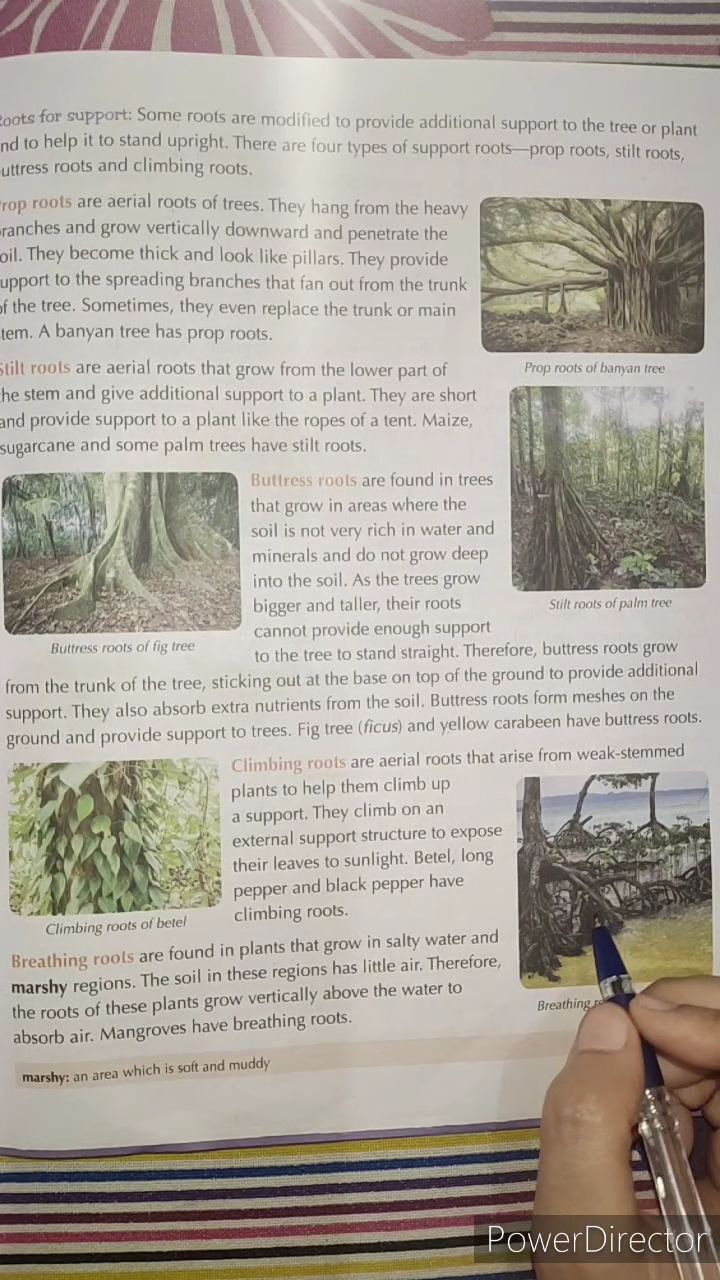 oots for support: Some roots are modified to provide additional support to the tree or plant
nd to help it to stand upright. There are four types of support roots—prop roots, stilt roots,
uttress roots and climbing roots.
rop roots are aerial roots of trees. They hang from the heavy
ranches and grow vertically downward and penetrate the
oil. They become thick and look like pillars. They provide
upport to the spreading branches that fan out from the trunk
of the tree. Sometimes, they even replace the trunk or main
tem. A banyan tree has prop roots.
Prop roots of banyan tree
Stilt roots are aerial roots that grow from the lower part of
he stem and give additional support to a plant. They are short
and provide support to a plant like the ropes of a tent. Maize,
sugarcane and some palm trees have stilt roots.
Stilt roots of palm tree
Buttress roots are found in trees
that grow in areas where the
soil is not very rich in water and
minerals and do not grow deep
into the soil. As the trees grow
bigger and taller, their roots
cannot provide enough support
to the tree to stand straight. Therefore, buttress roots grow
from the trunk of the tree, sticking out at the base on top of the ground to provide additional
support. They also absorb extra nutrients from the soil. Buttress roots form meshes on the
ground and provide support to trees. Fig tree (ficus) and yellow carabeen have buttress roots.
Buttress roots of fig tree
Climbing roots are aerial roots that arise from weak-stemmed
plants to help them climb up
a support. They climb on an
external support structure to expose
their leaves to sunlight. Betel, long
pepper and black pepper have
climbing roots.
Climbing roots of betel
Breathing roots are found in plants that grow in salty water and
marshy regions. The soil in these regions has little air. Therefore,
the roots of these plants grow vertically above the water to
absorb air. Mangroves have breathing roots.
Breathing
marshy: an area which is soft and muddy
PowerDirector